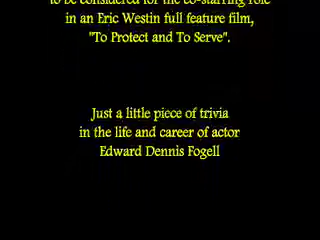 to be considered for the co-starring role
in an Eric Westin full feature film,
"To Protect and To Serve".
Just a little piece of trivia
in the life and career of actor
Edward Dennis Fogell